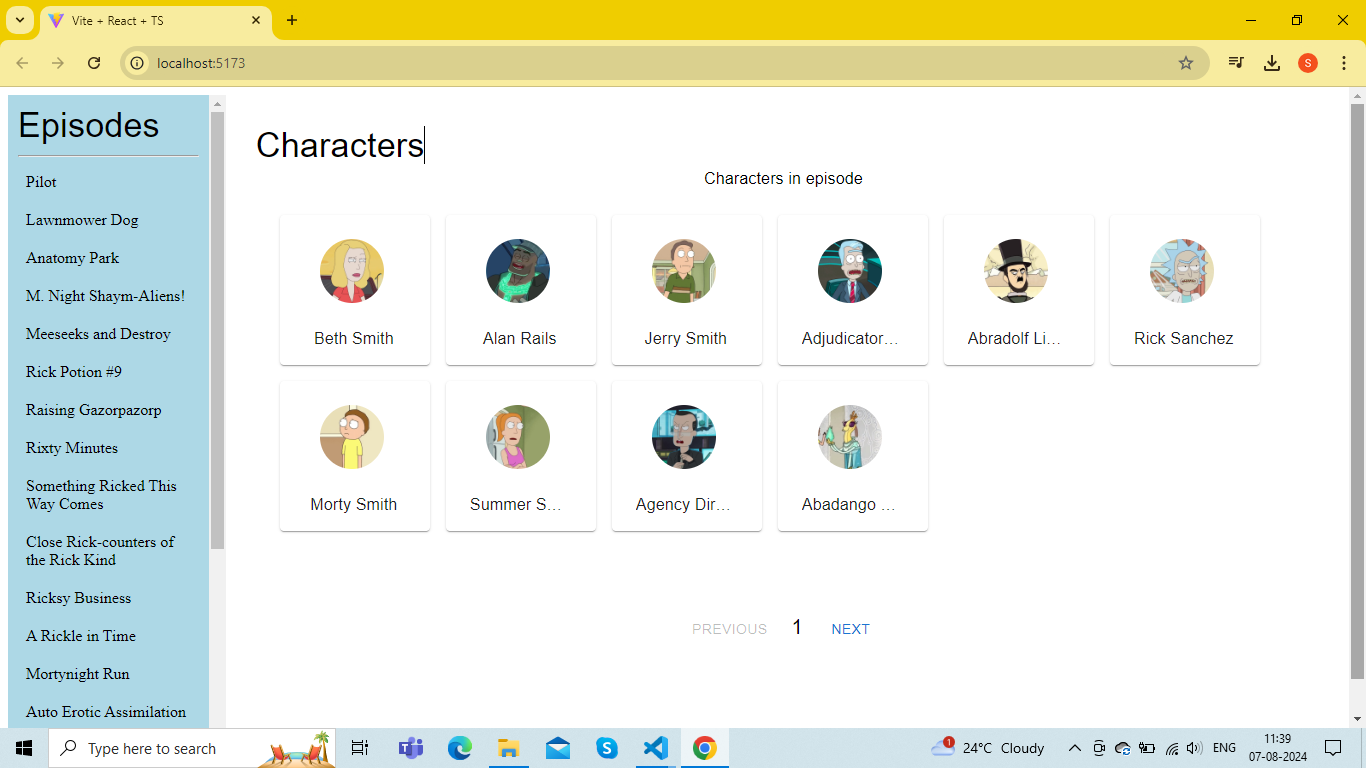 Vite + React + TS
localhost:5173
S
Episodes
Pilot
Lawnmower Dog
Anatomy Park
M. Night Shaym-Aliens!
Meeseeks and Destroy
Rick Potion #9
Raising Gazorpazorp
Rixty Minutes
Something Ricked This
Way Comes
Close Rick-counters of
the Rick Kind
Ricksy Business
A Rickle in Time
Mortynight Run
Auto Erotic Assimilation
Characters
Characters in episode
Beth Smith
Alan Rails
Jerry Smith
Adjudicator...
Abradolf Li...
Rick Sanchez
Morty Smith
Summer S...
Agency Dir...
Abadango ...
PREVIOUS 1 NEXT
Type here to search
1
24°C Cloudy
ENG
11:39
07-08-2024